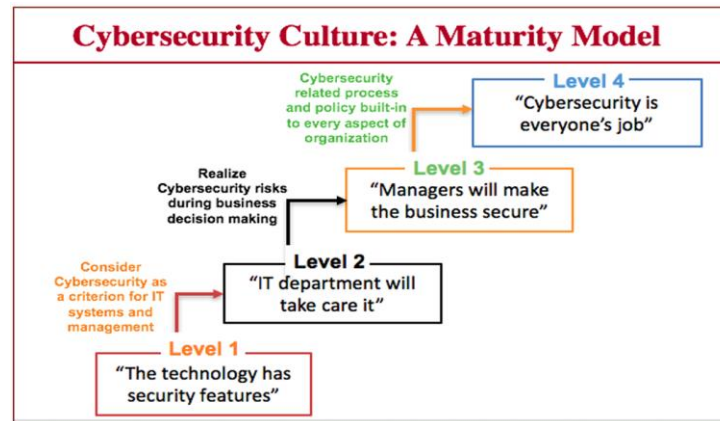 Cybersecurity Culture: A Maturity Model
Cybersecurity
related process
and policy built-in
to every aspect of
organization
Level 4
“Cybersecurity is
everyone’s job”
Realize
Cybersecurity risks
during business
decision making
Level 3
“Managers will make
the business secure”
Consider
Cybersecurity as
a criterion for IT
systems and
management
Level 2
“IT department will
take care it”
Level 1
“The technology has
security features”